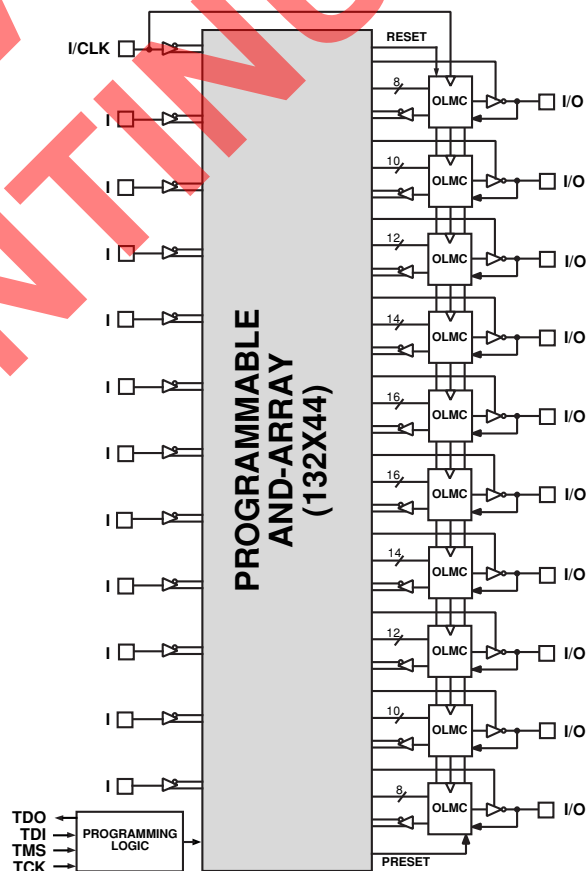 RESET
I/CLK
8
OLMC
I/O
I
10
OLMC
I/O
I
12
OLMC
I/O
I
14
OLMC
I/O
I
16
OLMC
I/O
I
PROGRAMMABLE
AND-ARRAY
(132X44)
16
OLMC
I/O
I
14
OLMC
I/O
I
12
OLMC
I/O
I
10
OLMC
I/O
I
8
OLMC
I/O
I
I
TDO
TDI
TMS
TCK
PROGRAMMING
LOGIC
PRESET